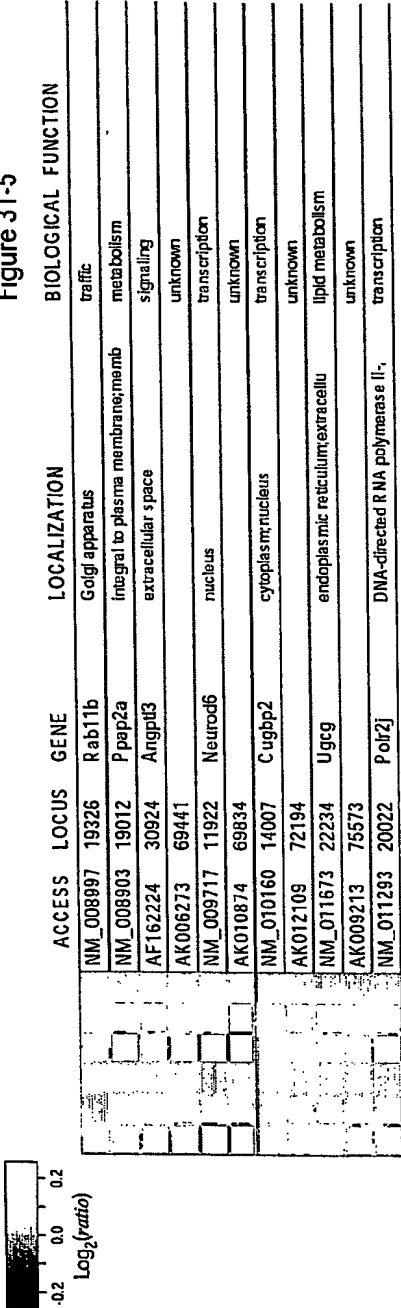 Figure 31-5
ACCESS LOCUS GENE LOCALIZATION BIOLOGICAL FUNCTION
NM_008997 19326 Rab11b Golgi apparatus traffic
NM_008903 19012 Ppap2a integral to plasma membrane;memb metabolism
AF162224 30924 Angptl3 extracellular space signaling
AK006273 69441 unknown
NM_009717 11922 Neurod6 nucleus transcription
AK010874 69834 unknown
NM_010160 14007 Cugbp2 cytoplasm;nucleus transcription
AK012109 72194 unknown
NM_011673 22234 Ugcg endoplasmic reticulum;extracellu lipid metabolism
AK009213 75573 unknown
NM_011293 20022 Polr2j DNA-directed RNA polymerase II-, transcription
-0.2 0.0 0.2
Log2(ratio)